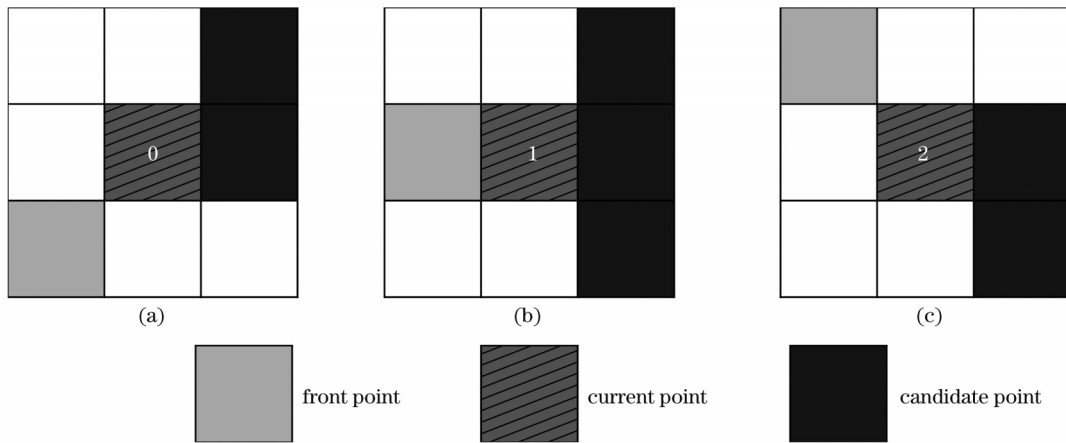 0 1 2
(a) (b) (c)
front point current point candidate point